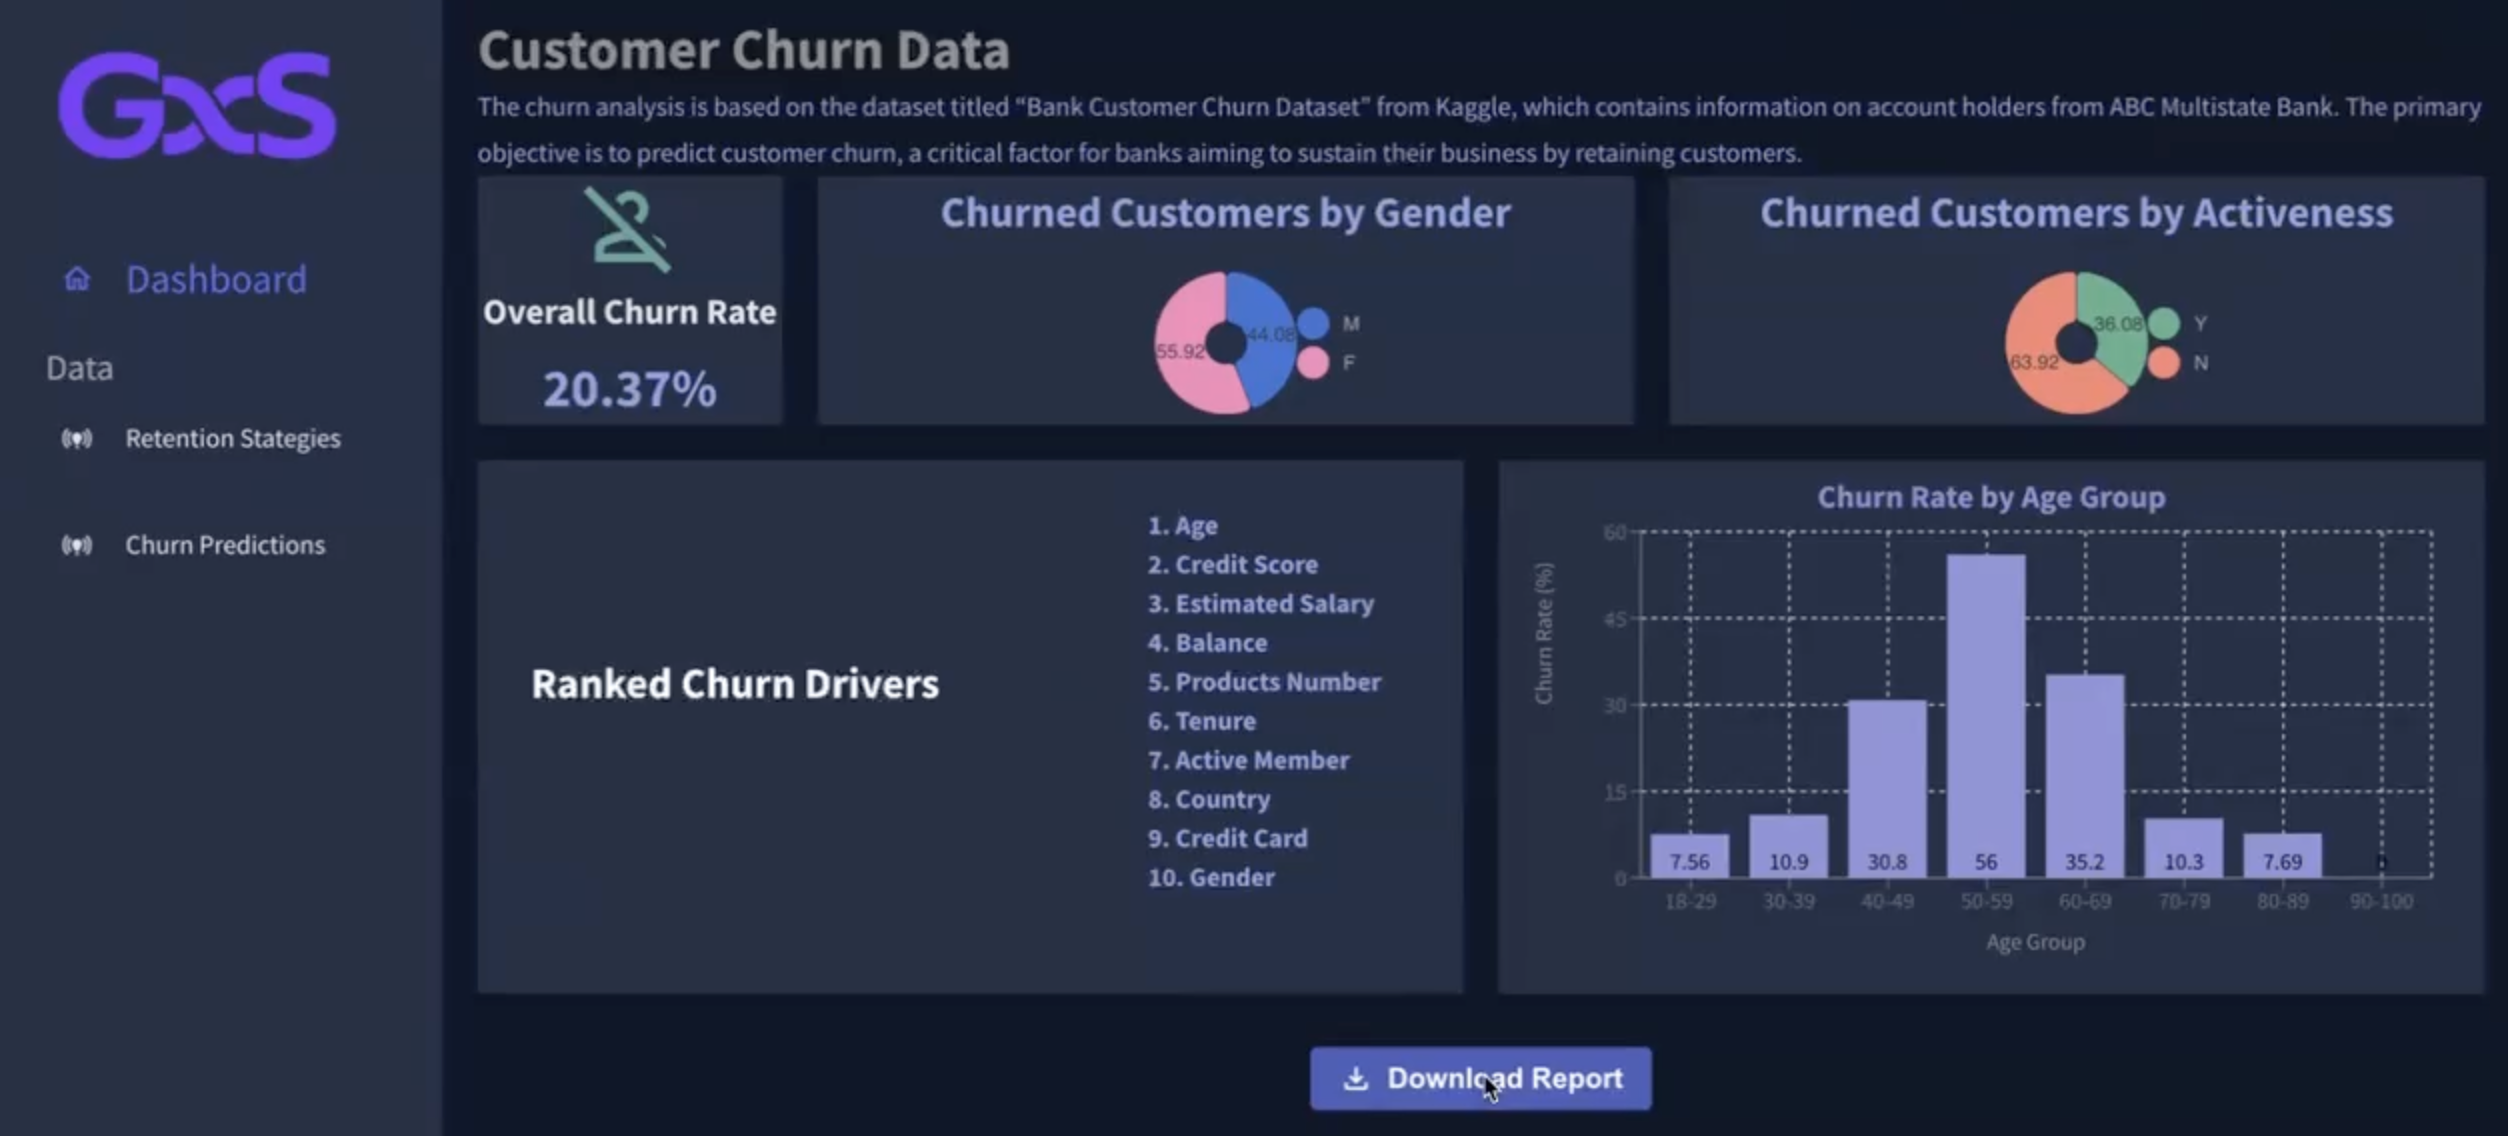 GXS
Dashboard
Data
Retention Stategies
Churn Predictions
Customer Churn Data
The churn analysis is based on the dataset titled “Bank Customer Churn Dataset” from Kaggle, which contains information on account holders from ABC Multistate Bank. The primary
objective is to predict customer churn, a critical factor for banks aiming to sustain their business by retaining customers.
Overall Churn Rate
20.37%
Churned Customers by Gender
44.08
55.92
M
F
Churned Customers by Activeness
36.08
63.92
Y
N
Ranked Churn Drivers
1. Age
2. Credit Score
3. Estimated Salary
4. Balance
5. Products Number
6. Tenure
7. Active Member
8. Country
9. Credit Card
10. Gender
Churn Rate by Age Group
Churn Rate (%)
60
45
30
15
0
7.56 10.9 30.8 56 35.2 10.3 7.69 0
18-29 30-39 40-49 50-59 60-69 70-79 80-89 90-100
Age Group
Download Report